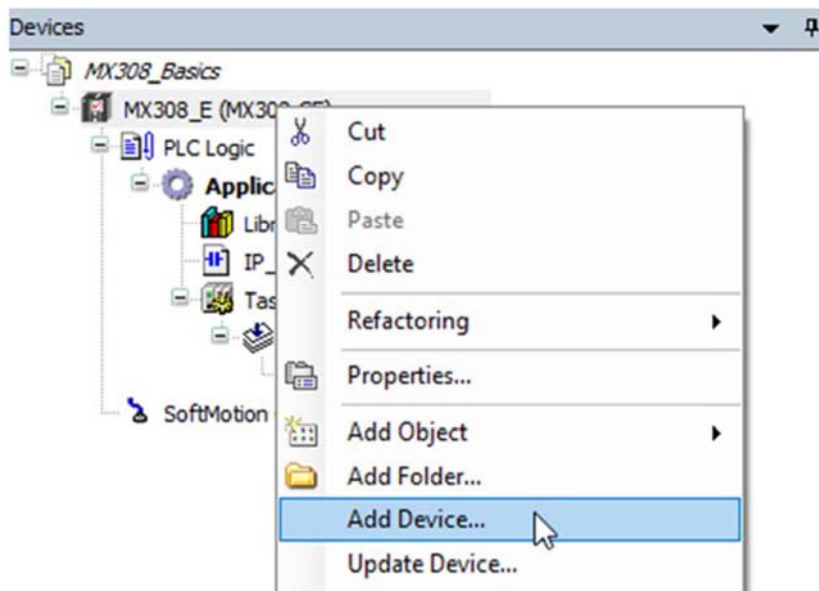 Devices
MX308_Basics
MX308_E (MX30
PLC Logic
Applic
Libr
IP_
Tas
SoftMotion
Cut
Copy
Paste
Delete
Refactoring
Properties...
Add Object
Add Folder...
Add Device...
Update Device...